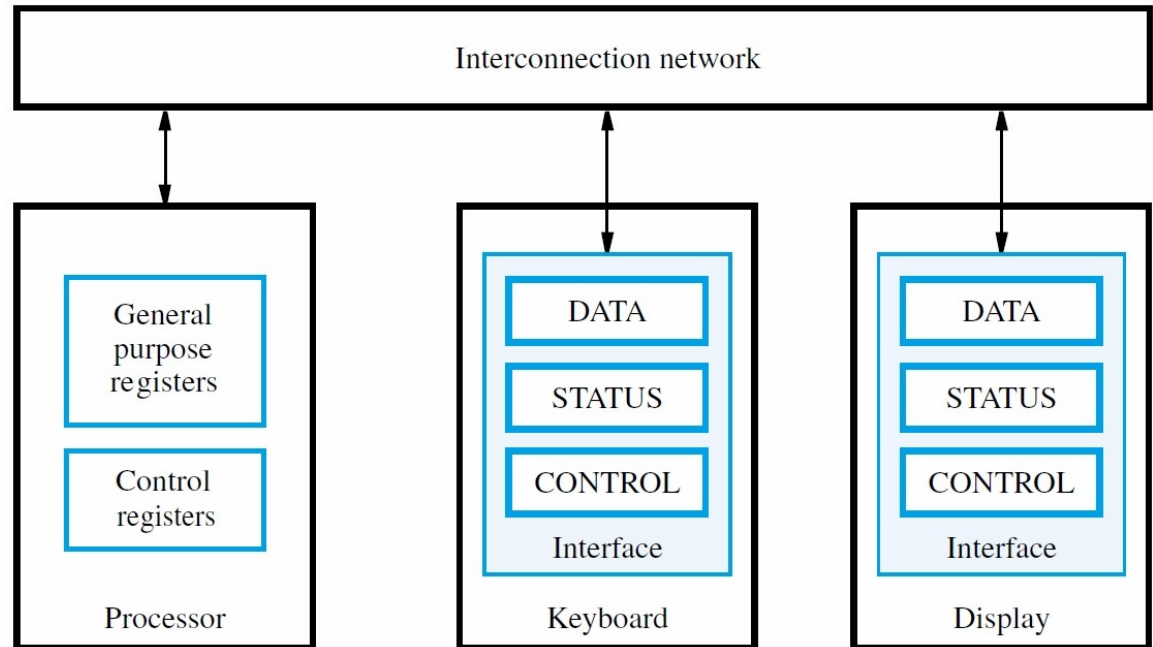 Interconnection network
General
purpose
registers
Control
registers
Processor
DATA
STATUS
CONTROL
Interface
Keyboard
DATA
STATUS
CONTROL
Interface
Display